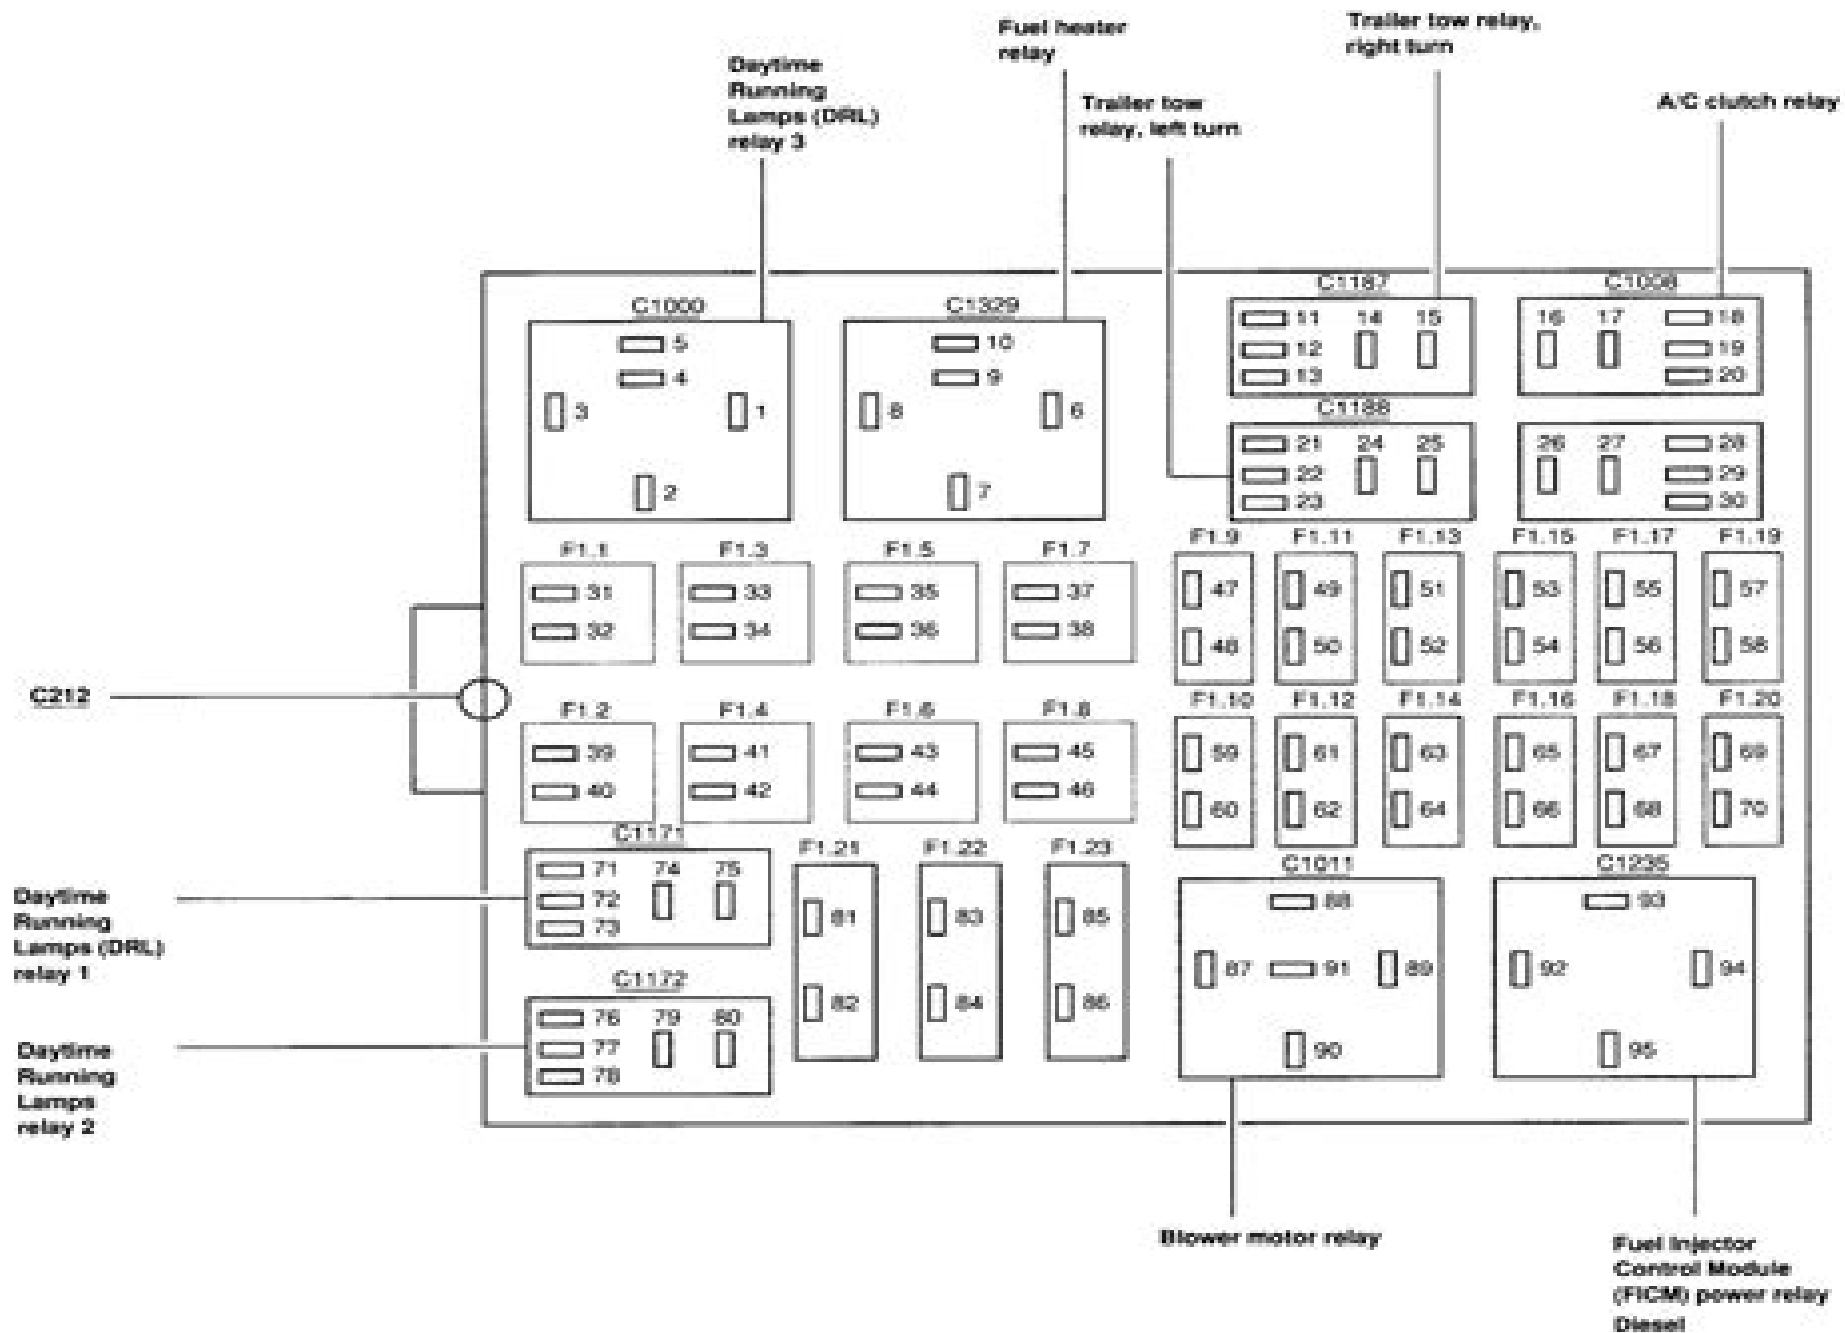 Fuel heater
relay
Trailer tow relay,
right turn
Daytime
Running
Lamps (DRL)
relay 3
Trailer tow
relay, left turn
A/C clutch relay
C1000
C1329
C1187
C1008
5
4
3
1
2
10
9
8
6
7
11 14 15
12
13
16 17 18
19
20
C1188
21 24 25
22
23
26 27 28
29
30
F1.1 F1.3 F1.5 F1.7
31 33 35 37
32 34 36 38
F1.9 F1.11 F1.13 F1.15 F1.17 F1.19
47 49 51 53 55 57
48 50 52 54 56 58
C212
F1.2 F1.4 F1.6 F1.8
39 41 43 45
40 42 44 46
F1.10 F1.12 F1.14 F1.16 F1.18 F1.20
59 61 63 65 67 69
60 62 64 66 68 70
C1171
71 74 75
72
73
Daytime
Running
Lamps (DRL)
relay 1
C1172
76 79 80
77
78
Daytime
Running
Lamps
relay 2
F1.21 F1.22 F1.23
81 83 85
82 84 86
C1011
88
87 91 89
90
C1235
93
92 94
95
Blower motor relay
Fuel Injector
Control Module
(FICM) power relay
Diesel